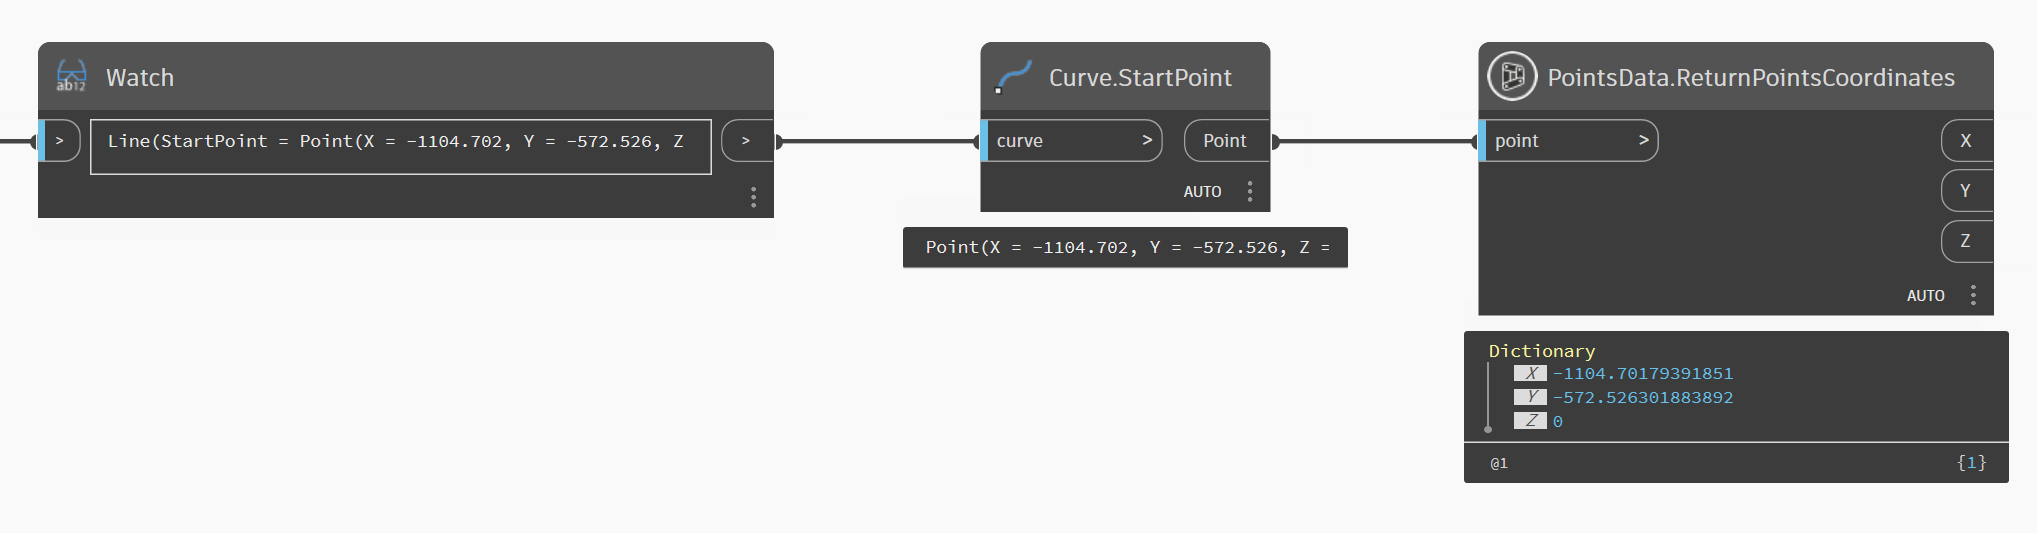 ab12
Watch
>
Line(StartPoint = Point(X = -1104.702, Y = -572.526, Z
>
Curve.StartPoint
curve >
Point
AUTO
Point(X = -1104.702, Y = -572.526, Z =
PointsData.ReturnPointsCoordinates
point >
X
Y
Z
AUTO
Dictionary
X -1104.70179391851
Y -572.526301883892
Z 0
@1 {1}